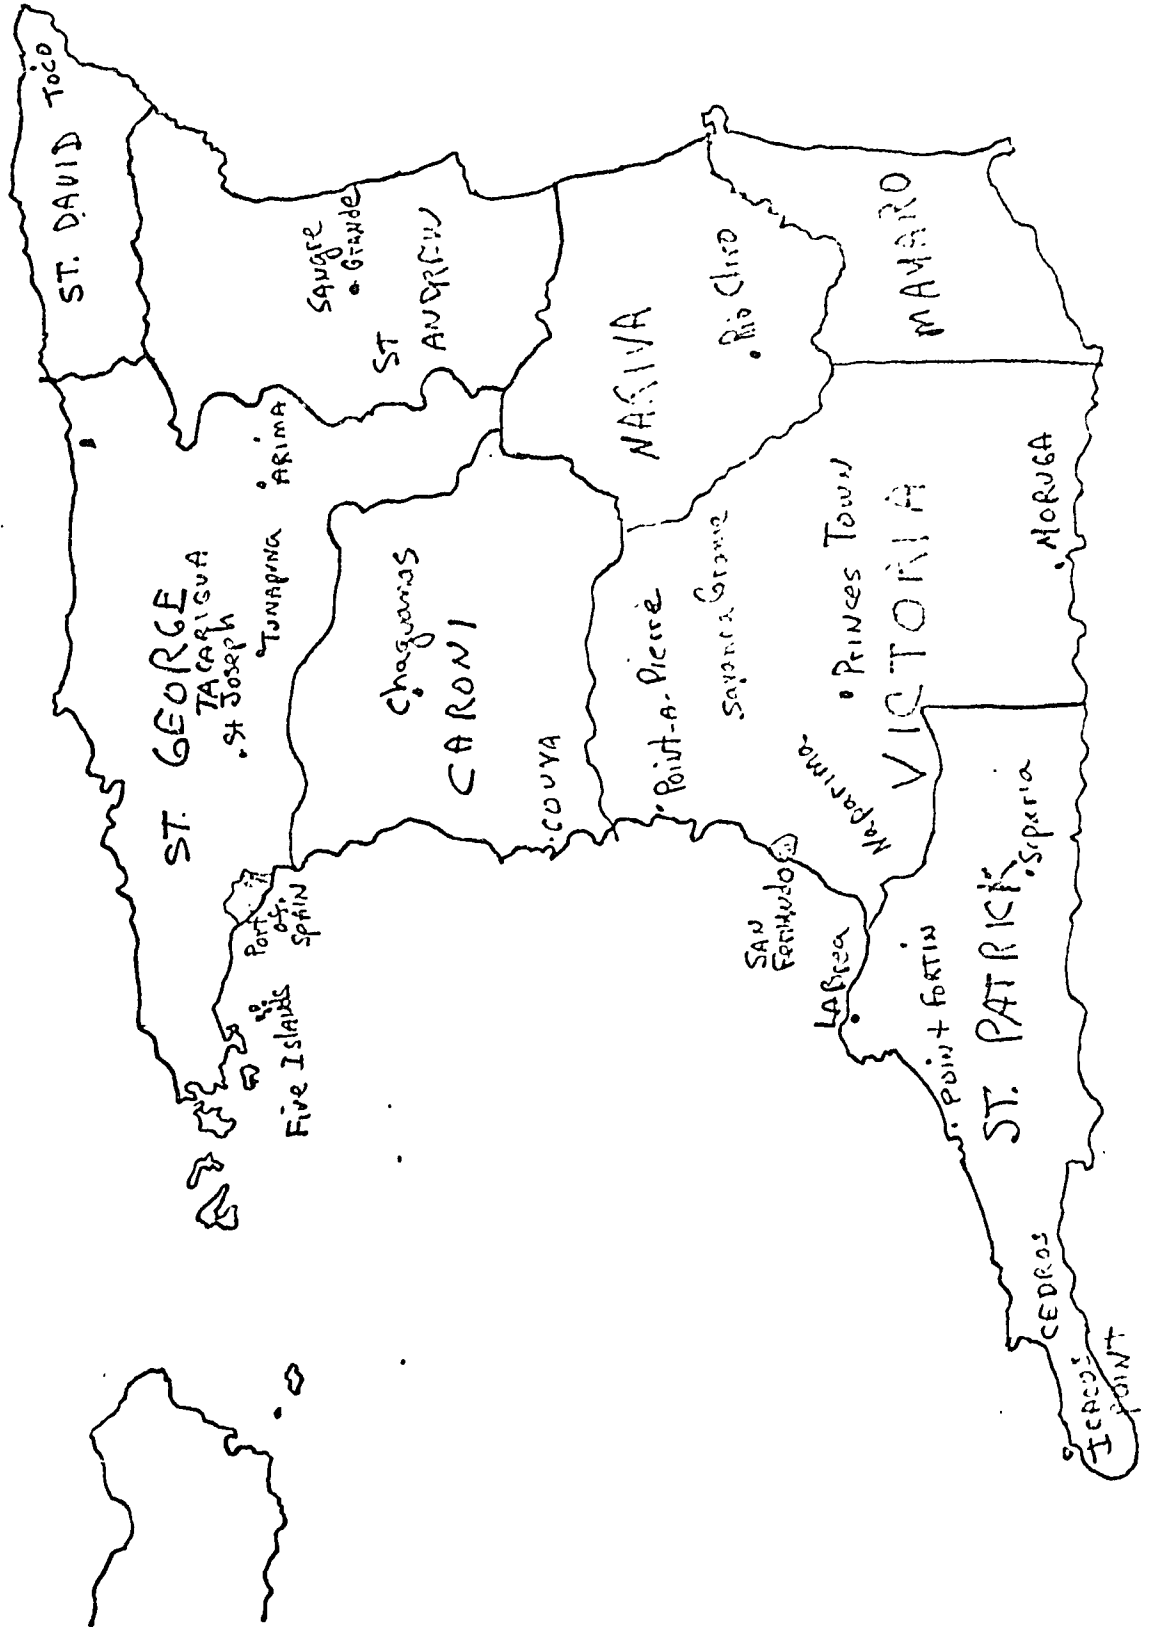 ST. DAVID
TOCO
SANGre
GrANde
ST
ANDREW
ST. GEORGE
TACARIGUA
St Joseph
TUNAPUNA
ARIMA
Port
of
SPAIN
Five Islands
Chaguanas
CARONI
COUVA
NARIVA
Rio Claro
MAYARO
Point-a-Pierre
Savanna Grande
PRINCES TOWN
VICTORIA
Naparima
MORUGA
SAN
Fernando
LABrea
POINT FORTIN
ST. PATRICK
Siparia
CEDROS
ICACOS
POINT